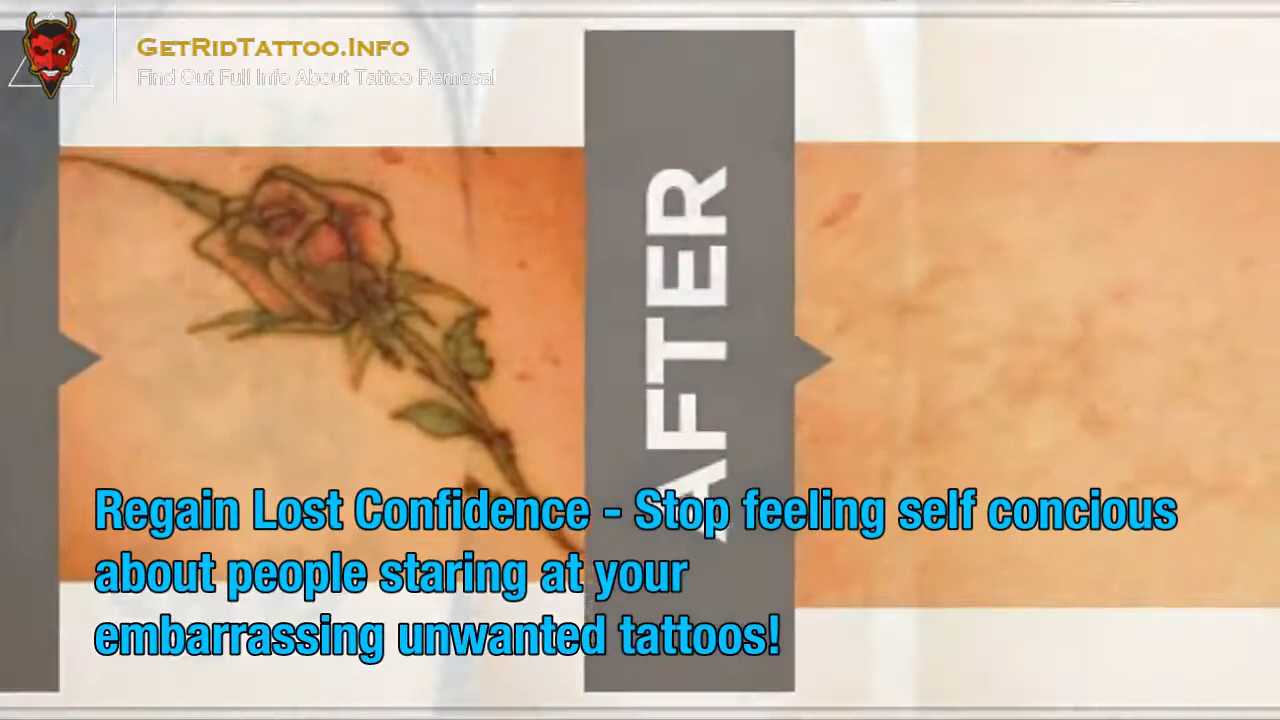 GetRidTattoo.Info
Find Out Full Info About Tattoo Removal
AFTER
Regain Lost Confidence - Stop feeling self concious
about people staring at your
embarrassing unwanted tattoos!